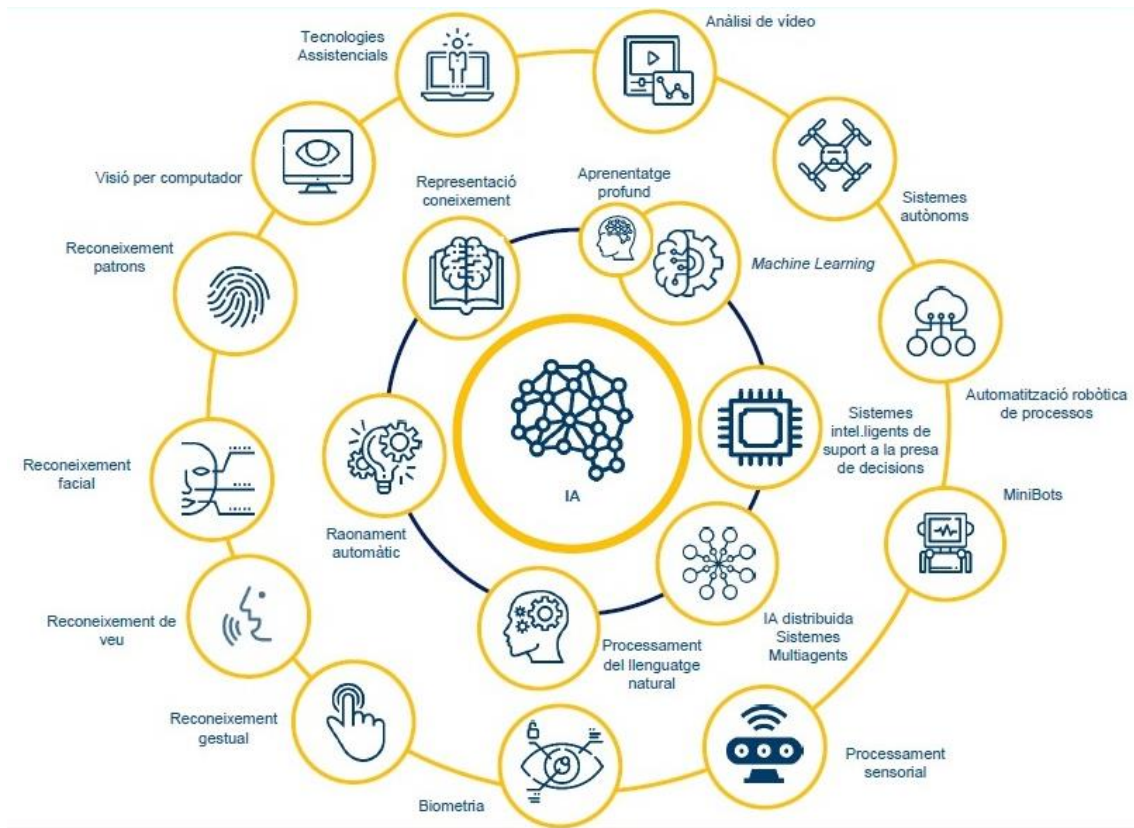 Tecnologies
Assistencials
Anàlisi de vídeo
Visió per computador
Representació
coneixement
Aprenentatge
profund
Sistemes
autònoms
Reconeixement
patrons
Machine Learning
Automatització robòtica
de processos
Sistemes
intel.ligents de
suport a la presa
de decisions
IA
Reconeixement
facial
MiniBots
Raonament
automàtic
Reconeixement de
veu
IA distribuida
Sistemes
Multiagents
Processament
del llenguatge
natural
Reconeixement
gestual
Processament
sensorial
Biometria